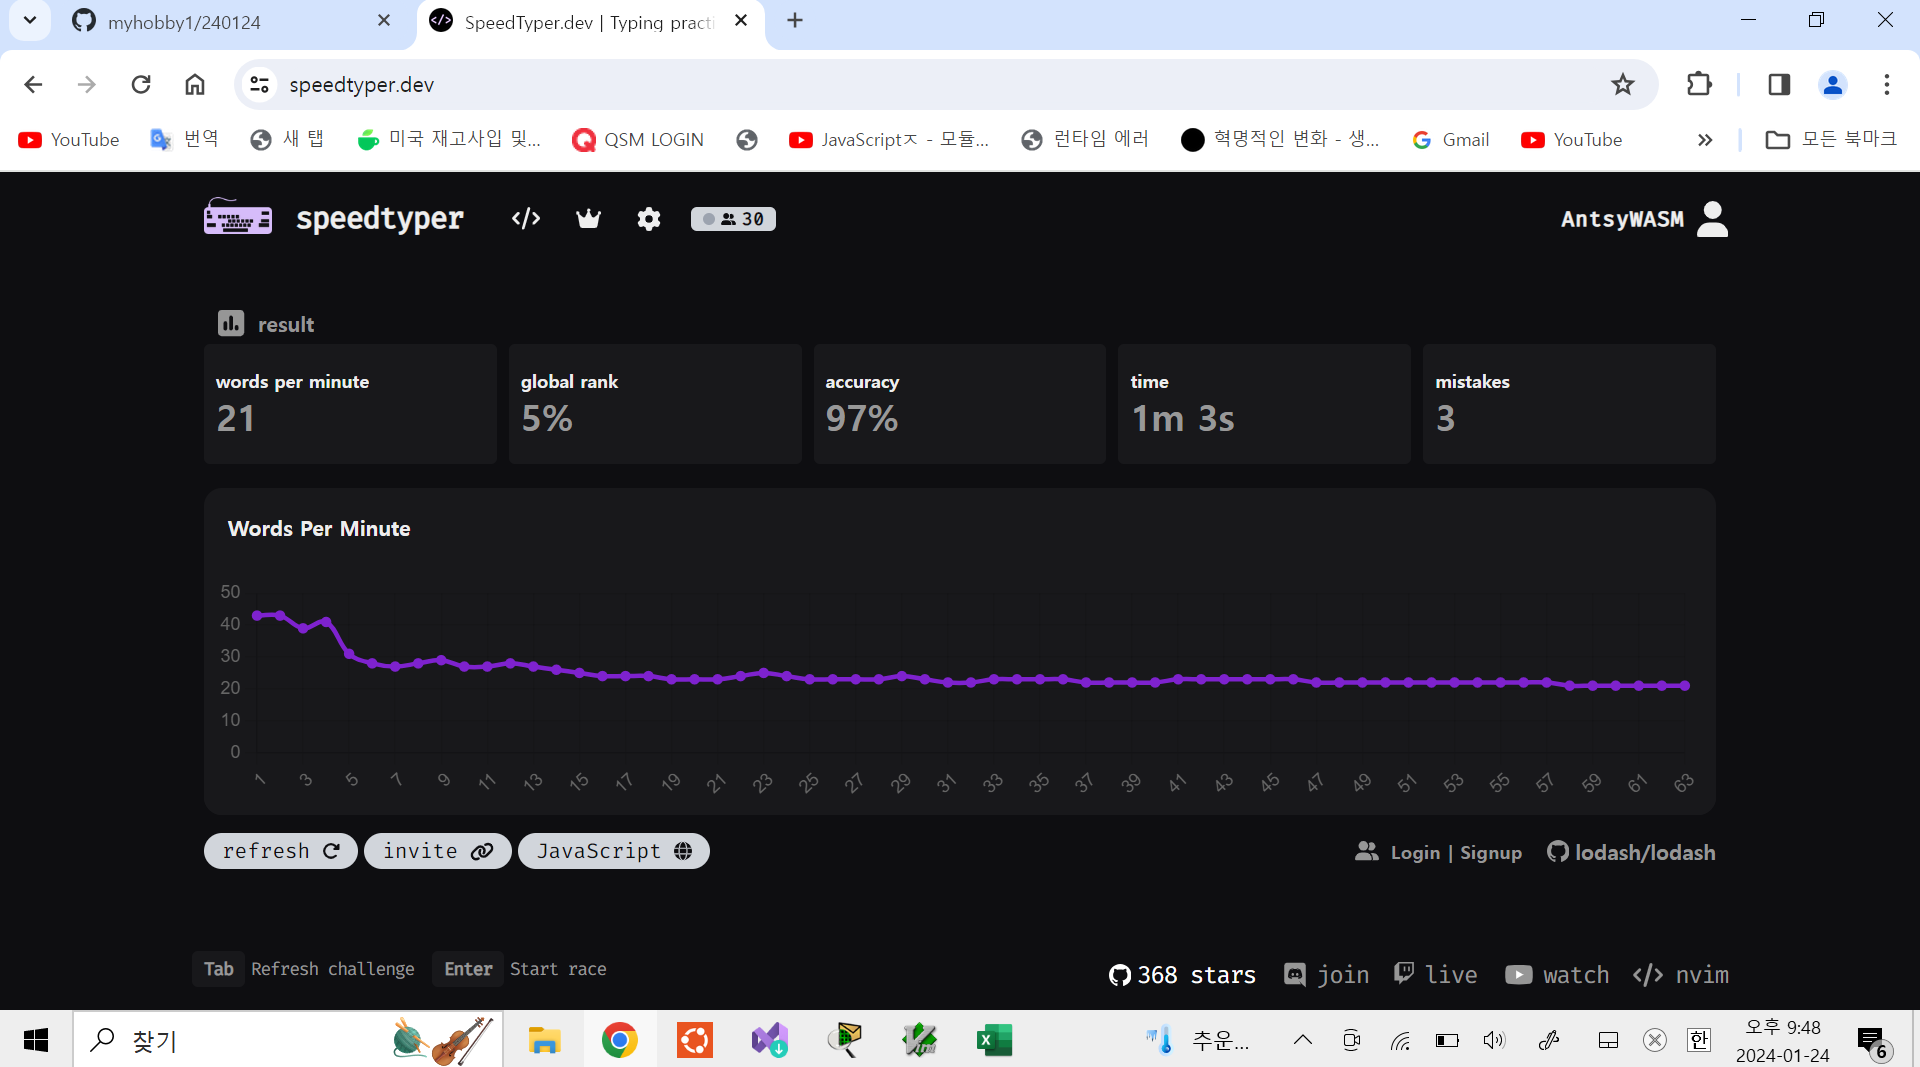 myhobby1/240124
SpeedTyper.dev | Typing practi
speedtyper.dev
YouTube 번역 새 탭 미국 재고사입 및... QSM LOGIN JavaScriptㅈ - 모듈... 런타임 에러 혁명적인 변화 - 생... Gmail YouTube 모든 북마크
speedtyper 30 AntsyWASM
result
words per minute
21
global rank
5%
accuracy
97%
time
1m 3s
mistakes
3
Words Per Minute
50
40
30
20
10
0
1 3 5 7 9 11 13 15 17 19 21 23 25 27 29 31 33 35 37 39 41 43 45 47 49 51 53 55 57 59 61 63
refresh invite JavaScript Login | Signup lodash/lodash
Tab Refresh challenge Enter Start race
368 stars join live watch nvim
찾기 추운... 한
오후 9:48
2024-01-24
6